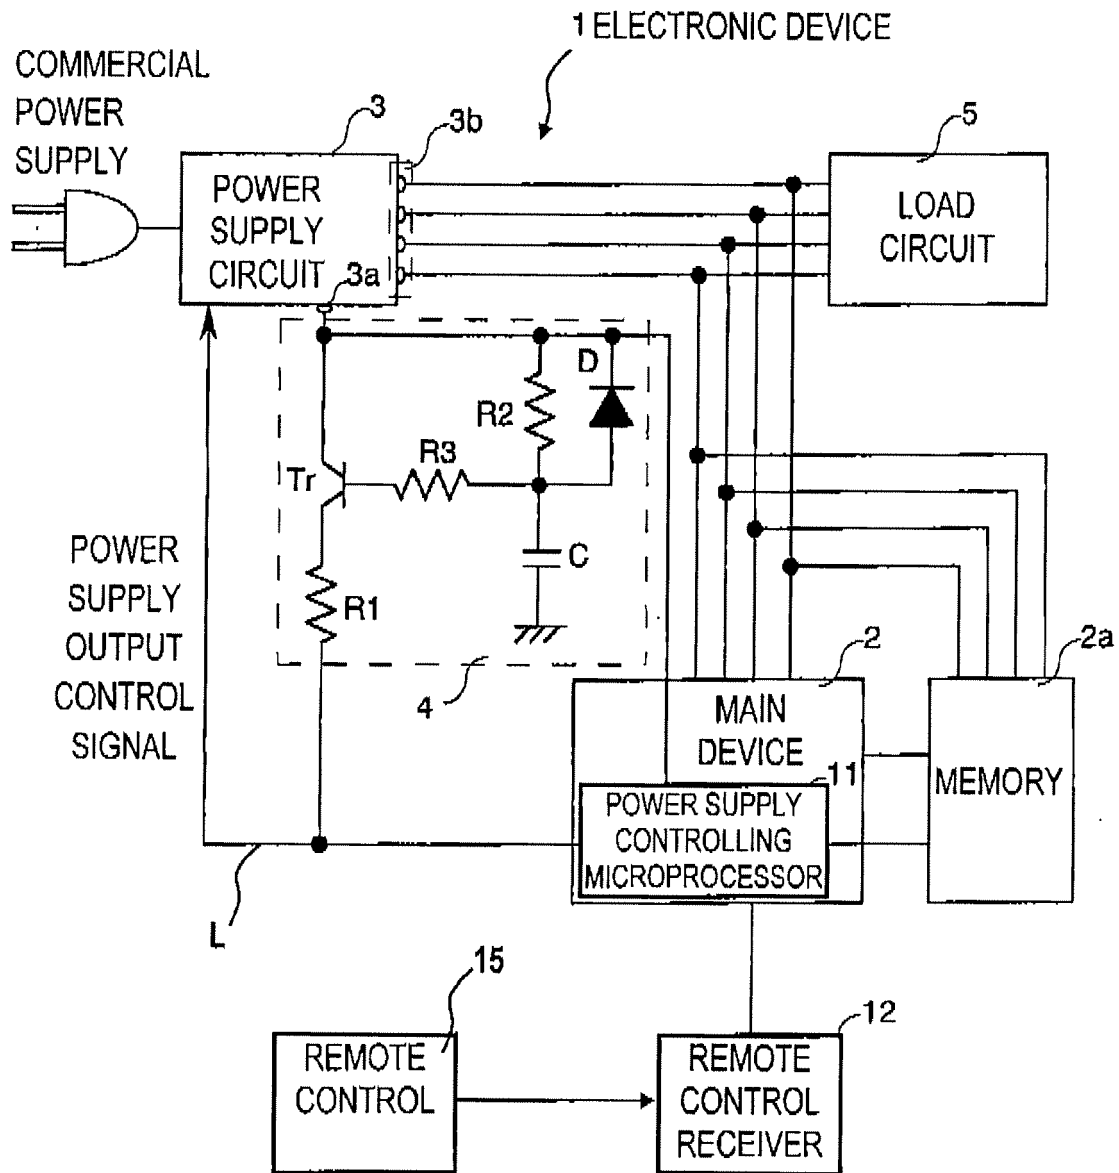 1 ELECTRONIC DEVICE
COMMERCIAL
POWER
SUPPLY
3
3b
5
POWER
SUPPLY
CIRCUIT
LOAD
CIRCUIT
3a
D
R2
R3
Tr
C
R1
4
POWER
SUPPLY
OUTPUT
CONTROL
SIGNAL
2
2a
MAIN
DEVICE
11
MEMORY
POWER SUPPLY
CONTROLLING
MICROPROCESSOR
L
15
12
REMOTE
CONTROL
REMOTE
CONTROL
RECEIVER